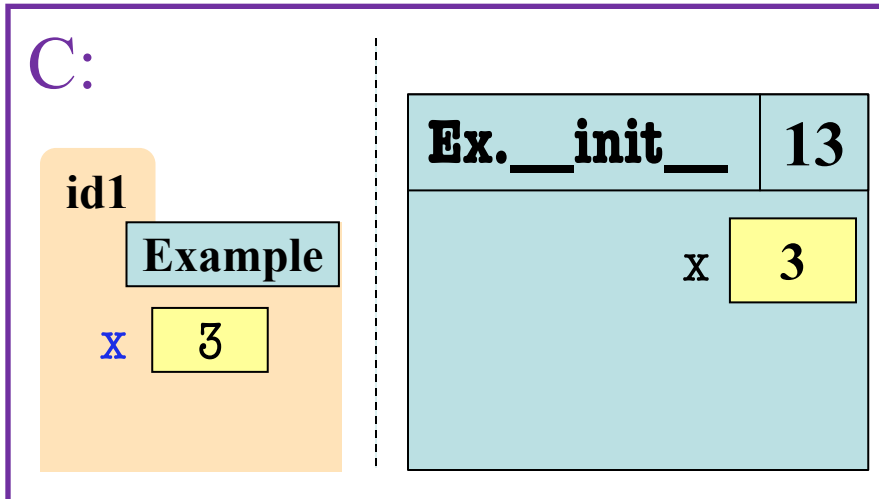 C:
id1
Example
x 3
Ex.__init__ 13
x 3